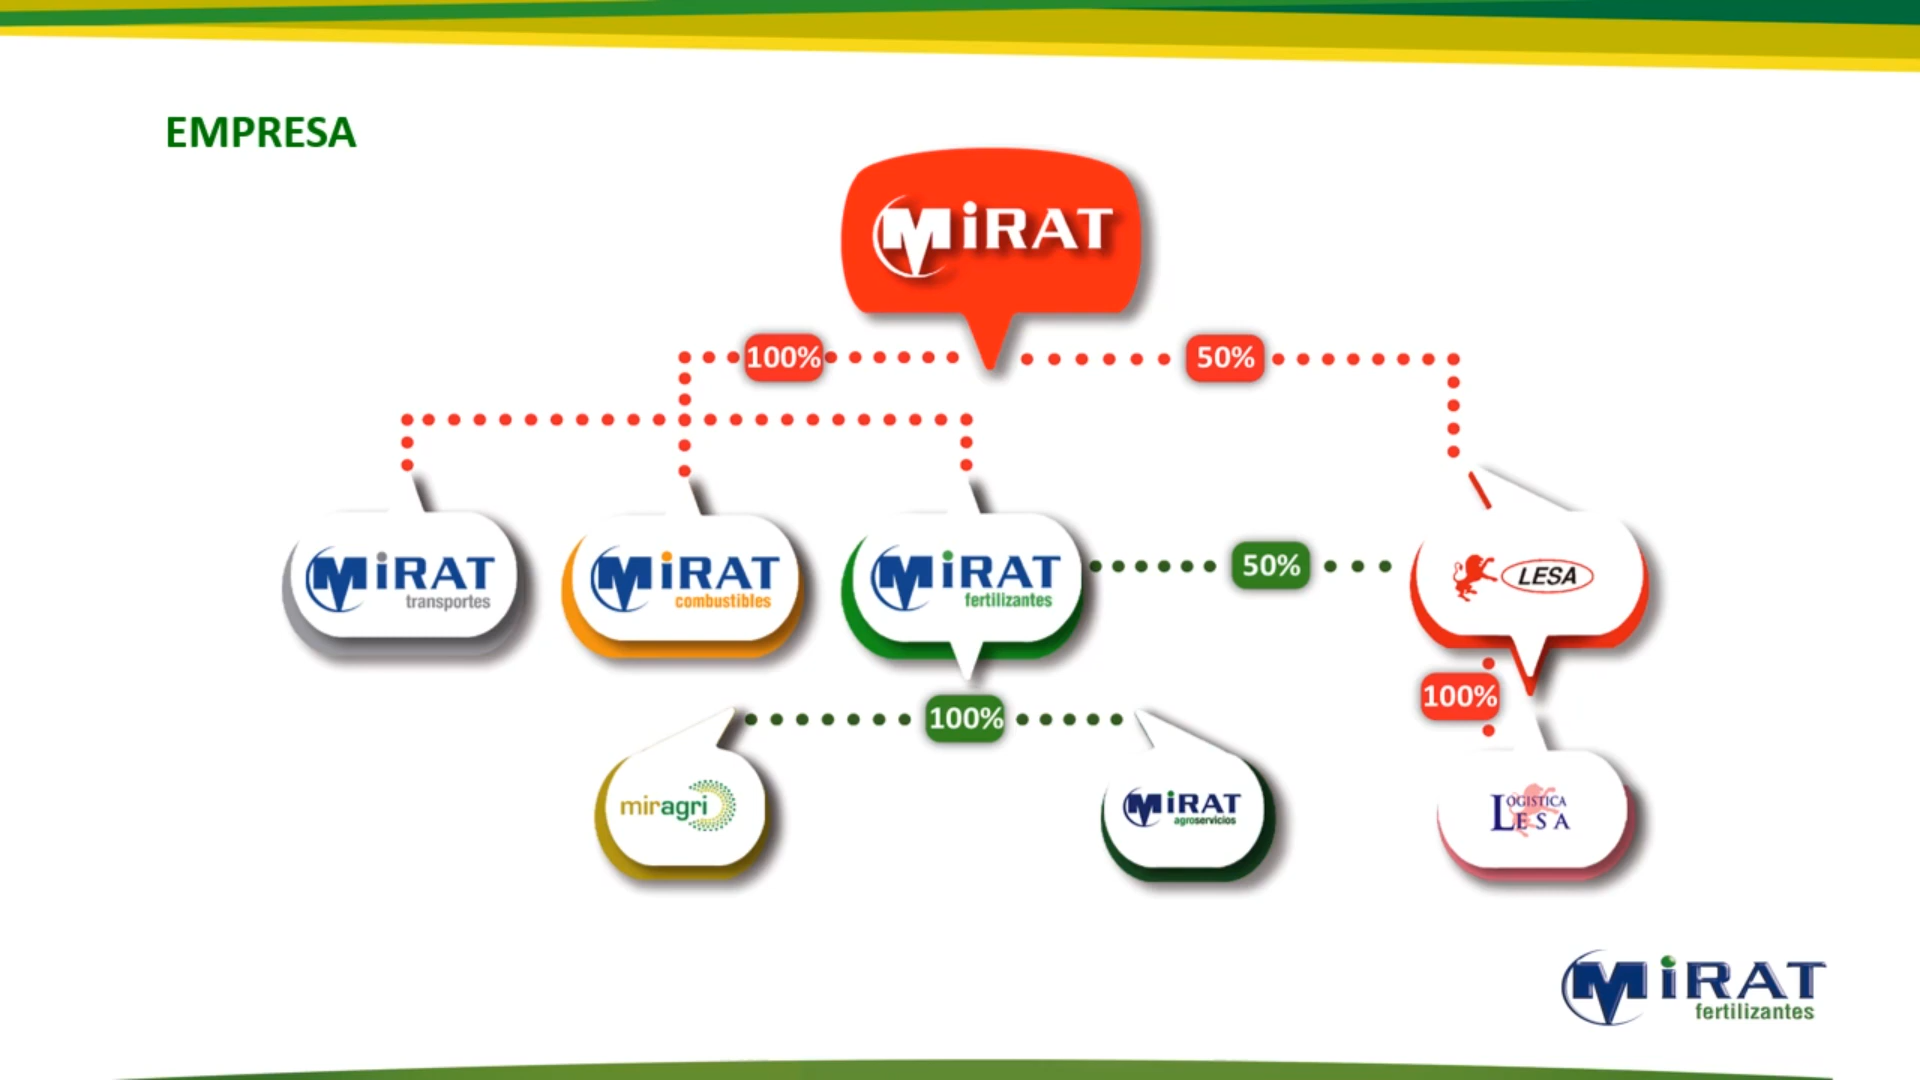 EMPRESA
MiRAT
100%
50%
MiRAT
transportes
MiRAT
combustibles
MiRAT
fertilizantes
50%
LESA
100%
100%
miragri
MiRAT
agroservicios
LOGISTICA
LESA
MiRAT
fertilizantes